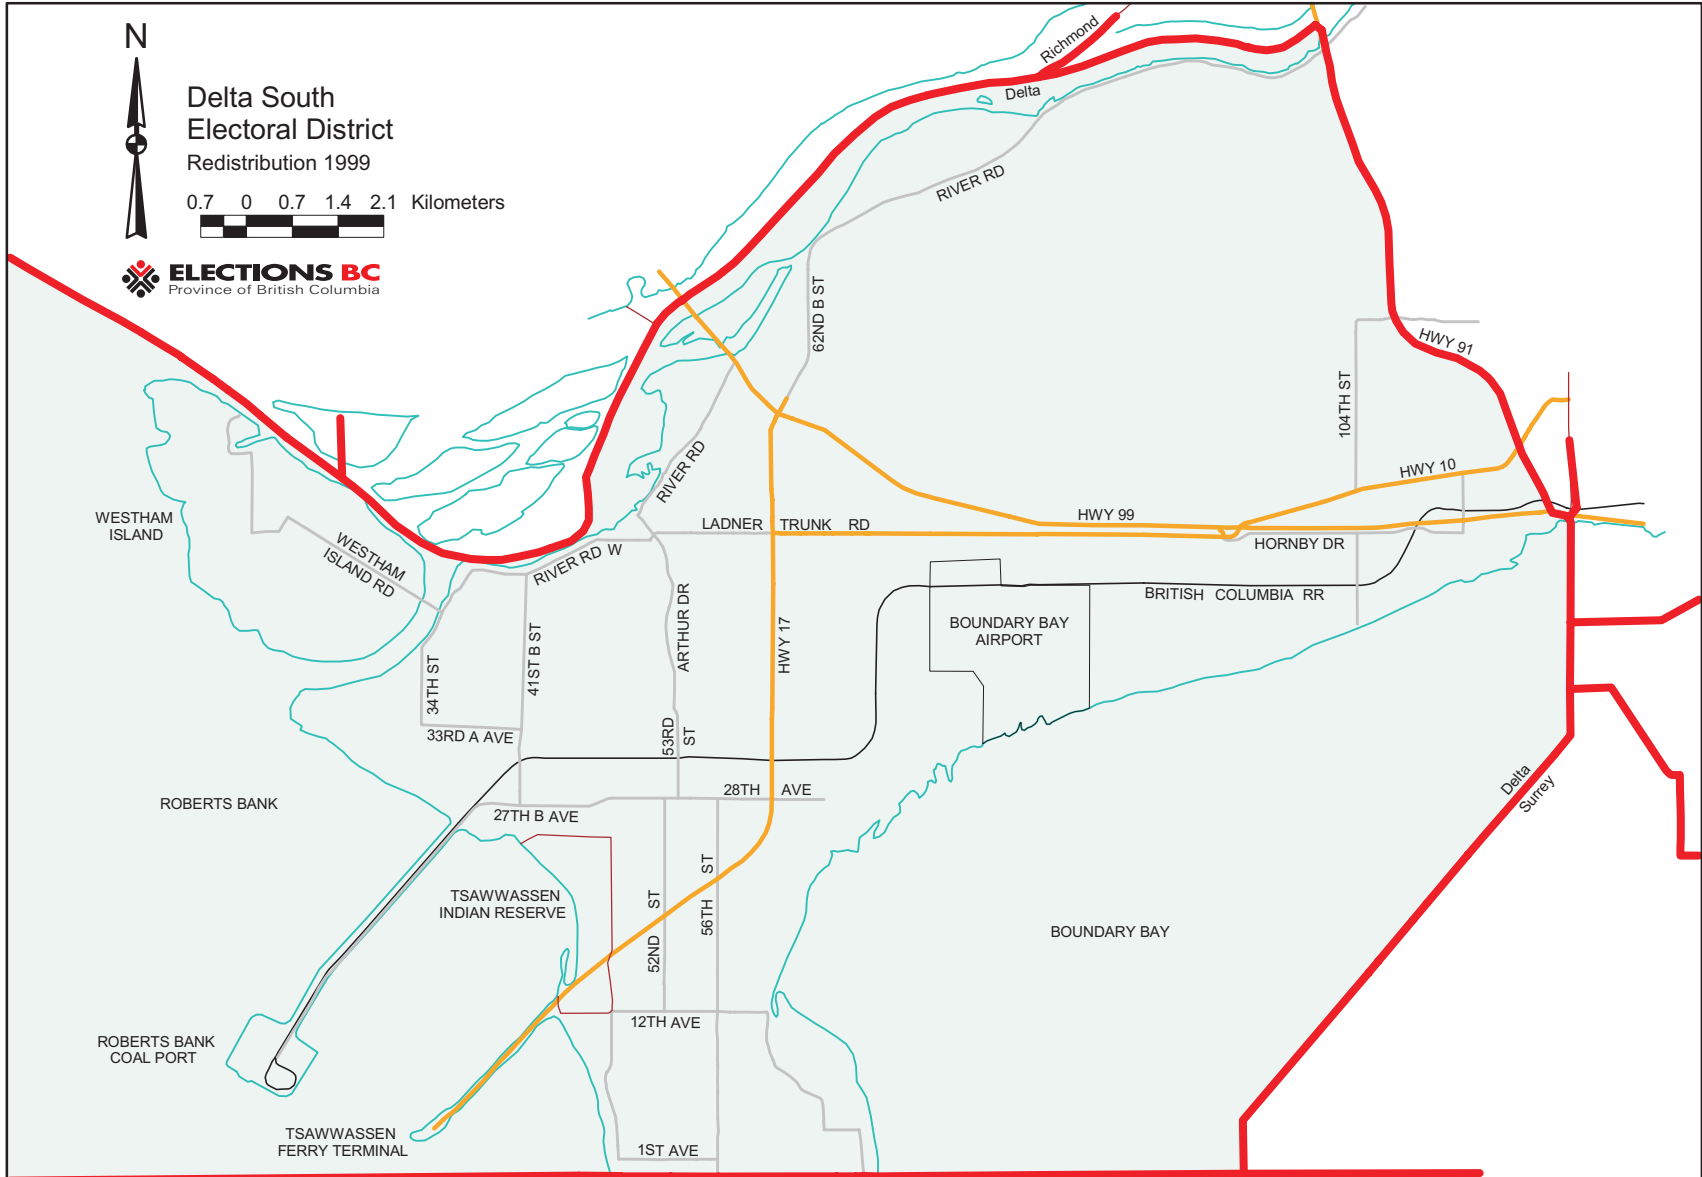 N
Delta South
Electoral District
Redistribution 1999
0.7 0 0.7 1.4 2.1 Kilometers
ELECTIONS BC
Province of British Columbia
Richmond
Delta
RIVER RD
62ND B ST
HWY 91
104TH ST
HWY 10
RIVER RD
HWY 99
LADNER TRUNK RD
HORNBY DR
WESTHAM
ISLAND
WESTHAM
ISLAND RD
RIVER RD W
ARTHUR DR
BRITISH COLUMBIA RR
BOUNDARY BAY
AIRPORT
HWY 17
41ST B ST
34TH ST
33RD A AVE
53RD
ST
28TH AVE
27TH B AVE
ROBERTS BANK
Delta
Surrey
TSAWWASSEN
INDIAN RESERVE
52ND ST
56TH ST
BOUNDARY BAY
12TH AVE
ROBERTS BANK
COAL PORT
TSAWWASSEN
FERRY TERMINAL
1ST AVE